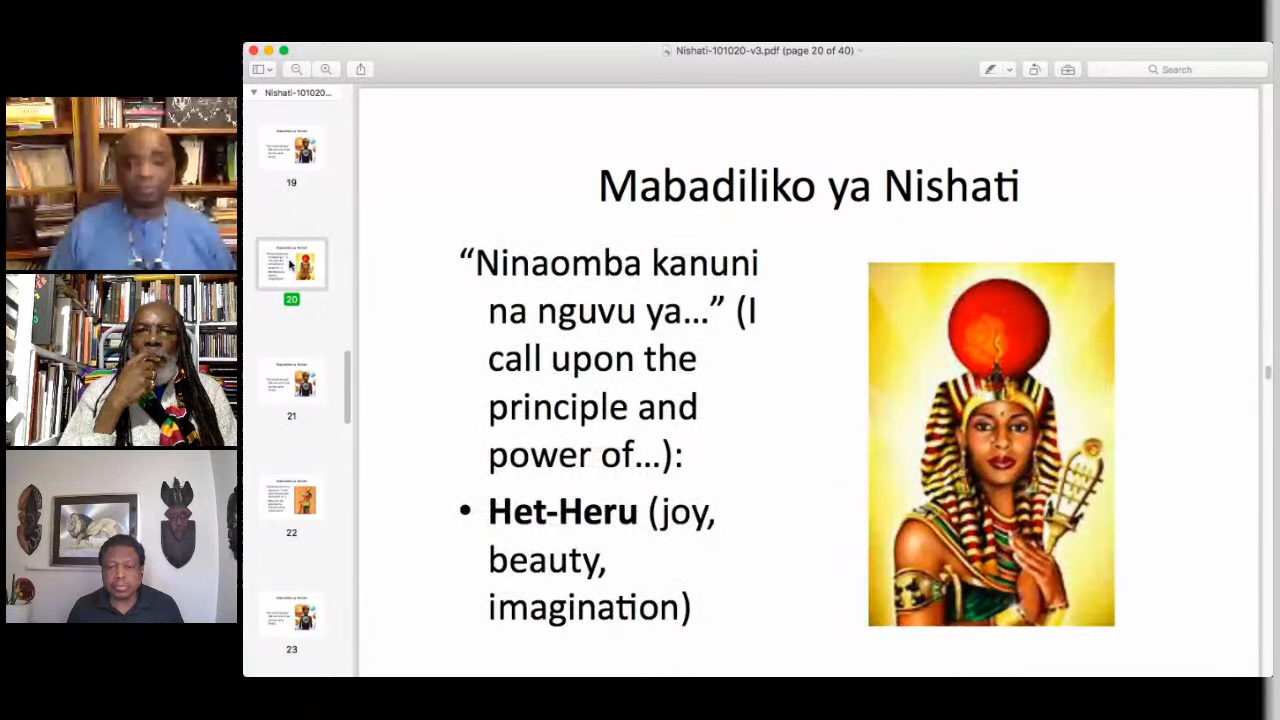 Nishati-101020-v3.pdf (page 20 of 40)
Search
Nishati-101020...
19
20
21
22
23
Mabadiliko ya Nishati
“Ninaomba kanuni
na nguvu ya...” (I
call upon the
principle and
power of...):
• Het-Heru (joy,
beauty,
imagination)